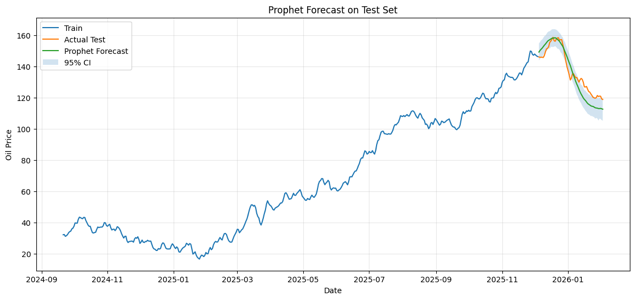 Prophet Forecast on Test Set
Train
Actual Test
Prophet Forecast
95% CI
Oil Price
160
140
120
100
80
60
40
20
2024-09 2024-11 2025-01 2025-03 2025-05 2025-07 2025-09 2025-11 2026-01
Date